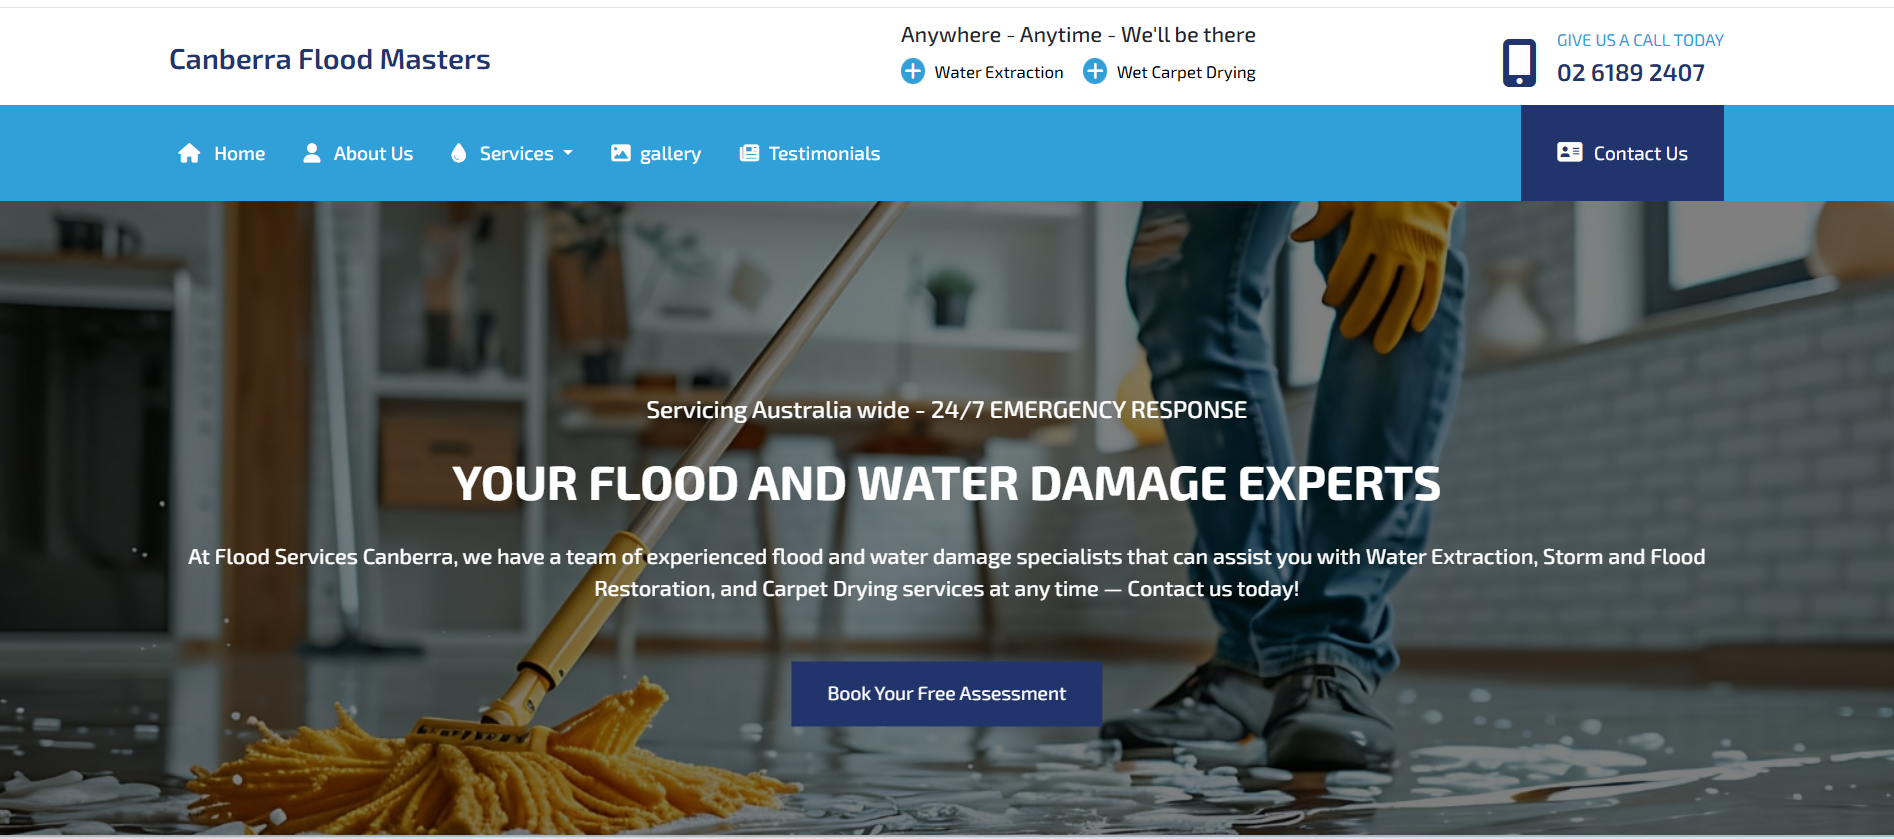 Canberra Flood Masters
Anywhere - Anytime - We'll be there
Water Extraction
Wet Carpet Drying
GIVE US A CALL TODAY
02 6189 2407
Home
About Us
Services
gallery
Testimonials
Contact Us
Servicing Australia wide - 24/7 EMERGENCY RESPONSE
YOUR FLOOD AND WATER DAMAGE EXPERTS
At Flood Services Canberra, we have a team of experienced flood and water damage specialists that can assist you with Water Extraction, Storm and Flood
Restoration, and Carpet Drying services at any time — Contact us today!
Book Your Free Assessment